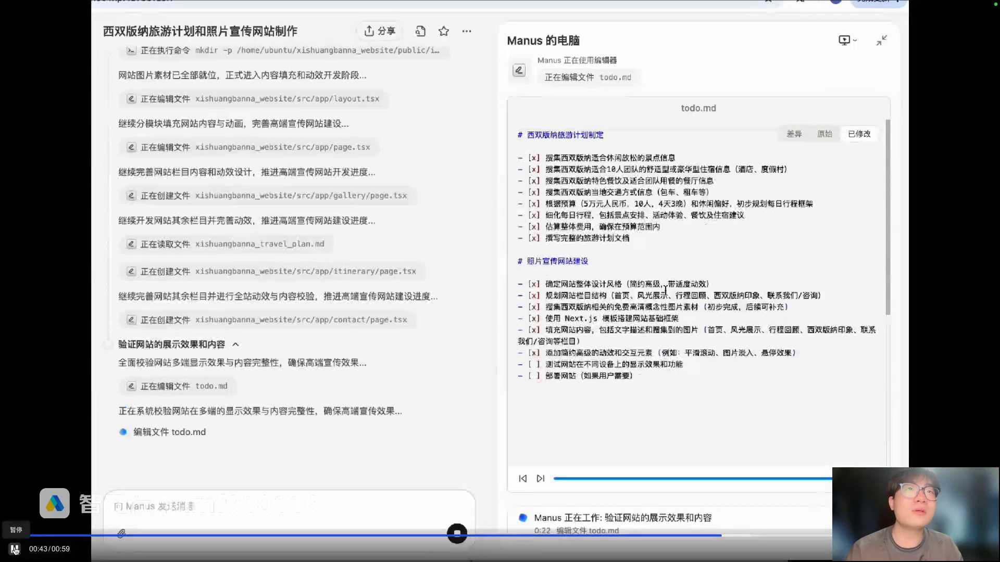 西双版纳旅游计划和照片宣传网站制作
分享
正在执行命令 mkdir -p /home/ubuntu/xishuangbanna_website/public/i…
网站图片素材已全部就位，正式进入内容填充和动效开发阶段...
正在编辑文件 xishuangbanna_website/src/app/layout.tsx
继续分模块填充网站内容与动画，完善高端宣传网站建设...
正在编辑文件 xishuangbanna_website/src/app/page.tsx
继续完善网站栏目内容和动效设计，推进高端宣传网站开发进度...
正在创建文件 xishuangbanna_website/src/app/gallery/page.tsx
继续开发网站其余栏目并完善动效，推进高端宣传网站建设进度...
正在读取文件 xishuangbanna_travel_plan.md
正在创建文件 xishuangbanna_website/src/app/itinerary/page.tsx
继续完善网站其余栏目并进行全站动效与内容校验，推进高端宣传网站建设进度...
正在创建文件 xishuangbanna_website/src/app/contact/page.tsx
验证网站的展示效果和内容
全面校验网站多端显示效果与内容完整性，确保高端宣传效果...
正在编辑文件 todo.md
正在系统校验网站在多端的显示效果与内容完整性，确保高端宣传效果...
编辑文件 todo.md
向 Manus 发送消息
暂停
00:43/00:59
Manus 的电脑
Manus 正在使用编辑器
正在编辑文件 todo.md
todo.md
差异 原始 已修改
# 西双版纳旅游计划制定
- [x] 搜集西双版纳适合休闲放松的景点信息
- [x] 搜集西双版纳适合10人团队的舒适型或豪华型住宿信息（酒店、度假村）
- [x] 搜集西双版纳特色餐饮及适合团队用餐的餐厅信息
- [x] 搜集西双版纳当地交通方式信息（包车、租车等）
- [x] 根据预算（5万元人民币，10人，4天3晚）和休闲偏好，初步规划每日行程框架
- [x] 细化每日行程，包括景点安排、活动体验、餐饮及住宿建议
- [x] 估算整体费用，确保在预算范围内
- [x] 撰写完整的旅游计划文档
# 照片宣传网站建设
- [x] 确定网站整体设计风格（简约高级，带适度动效）
- [x] 规划网站栏目结构（首页、风光展示、行程回顾、西双版纳印象、联系我们/咨询）
- [x] 搜集西双版纳相关的免费高清概念性图片素材（初步完成，后续可补充）
- [x] 使用 Next.js 模板搭建网站基础框架
- [x] 填充网站内容，包括文字描述和搜集到的图片（首页、风光展示、行程回顾、西双版纳印象、联系
我们/咨询等栏目）
- [x] 添加简约高级的动效和交互元素（例如：平滑滚动、图片淡入、悬停效果）
- [ ] 测试网站在不同设备上的显示效果和功能
- [ ] 部署网站（如果用户需要）
Manus 正在工作: 验证网站的展示效果和内容
0:22 编辑文件 todo.md